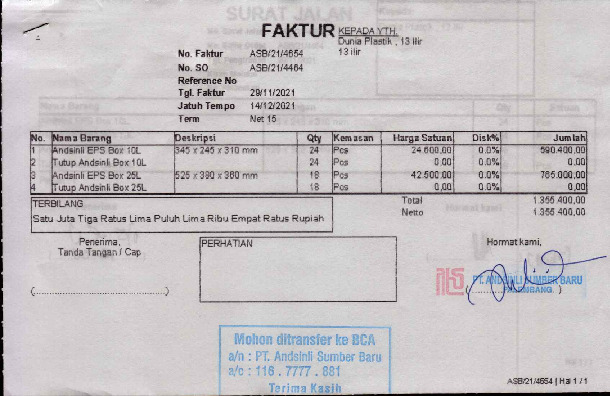 FAKTUR
KEPADA YTH.
Dunia Plastik, 13 ilir
13 ilir
No. Faktur ASB/21/4654
No. SO ASB/21/4464
Reference No
Tgl. Faktur 29/11/2021
Jatuh Tempo 14/12/2021
Term Net 15
No. Nama Barang Deskripsi Qty Kemasan Harga Satuan Disk% Jumlah
1 Andsinli EPS Box 10L 345 x 245 x 310 mm 24 Pcs 24.600,00 0.0% 590.400,00
2 Tutup Andsinli Box 10L 24 Pcs 0,00 0.0% 0,00
3 Andsinli EPS Box 25L 525 x 390 x 360 mm 18 Pcs 42.500,00 0.0% 765.000,00
4 Tutup Andsinli Box 25L 18 Pcs 0,00 0.0% 0,00
TERBILANG
Satu Juta Tiga Ratus Lima Puluh Lima Ribu Empat Ratus Rupiah
Total 1.355.400,00
Netto 1.355.400,00
Penerima,
Tanda Tangan / Cap
PERHATIAN
Hormat kami,
PT. ANDSINLI SUMBER BARU
PALEMBANG
Mohon ditransfer ke BCA
a/n : PT. Andsinli Sumber Baru
a/c : 116 . 7777 . 881
Terima Kasih
ASB/21/4654 | Hal 1 / 1